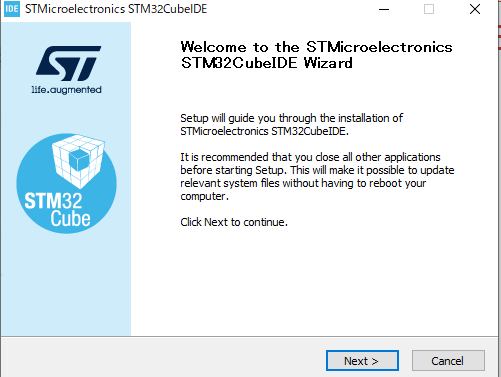 IDE STMicroelectronics STM32CubeIDE
ST
life.augmented
STM32
Cube
Welcome to the STMicroelectronics
STM32CubeIDE Wizard
Setup will guide you through the installation of
STMicroelectronics STM32CubeIDE.
It is recommended that you close all other applications
before starting Setup. This will make it possible to update
relevant system files without having to reboot your
computer.
Click Next to continue.
Next >
Cancel